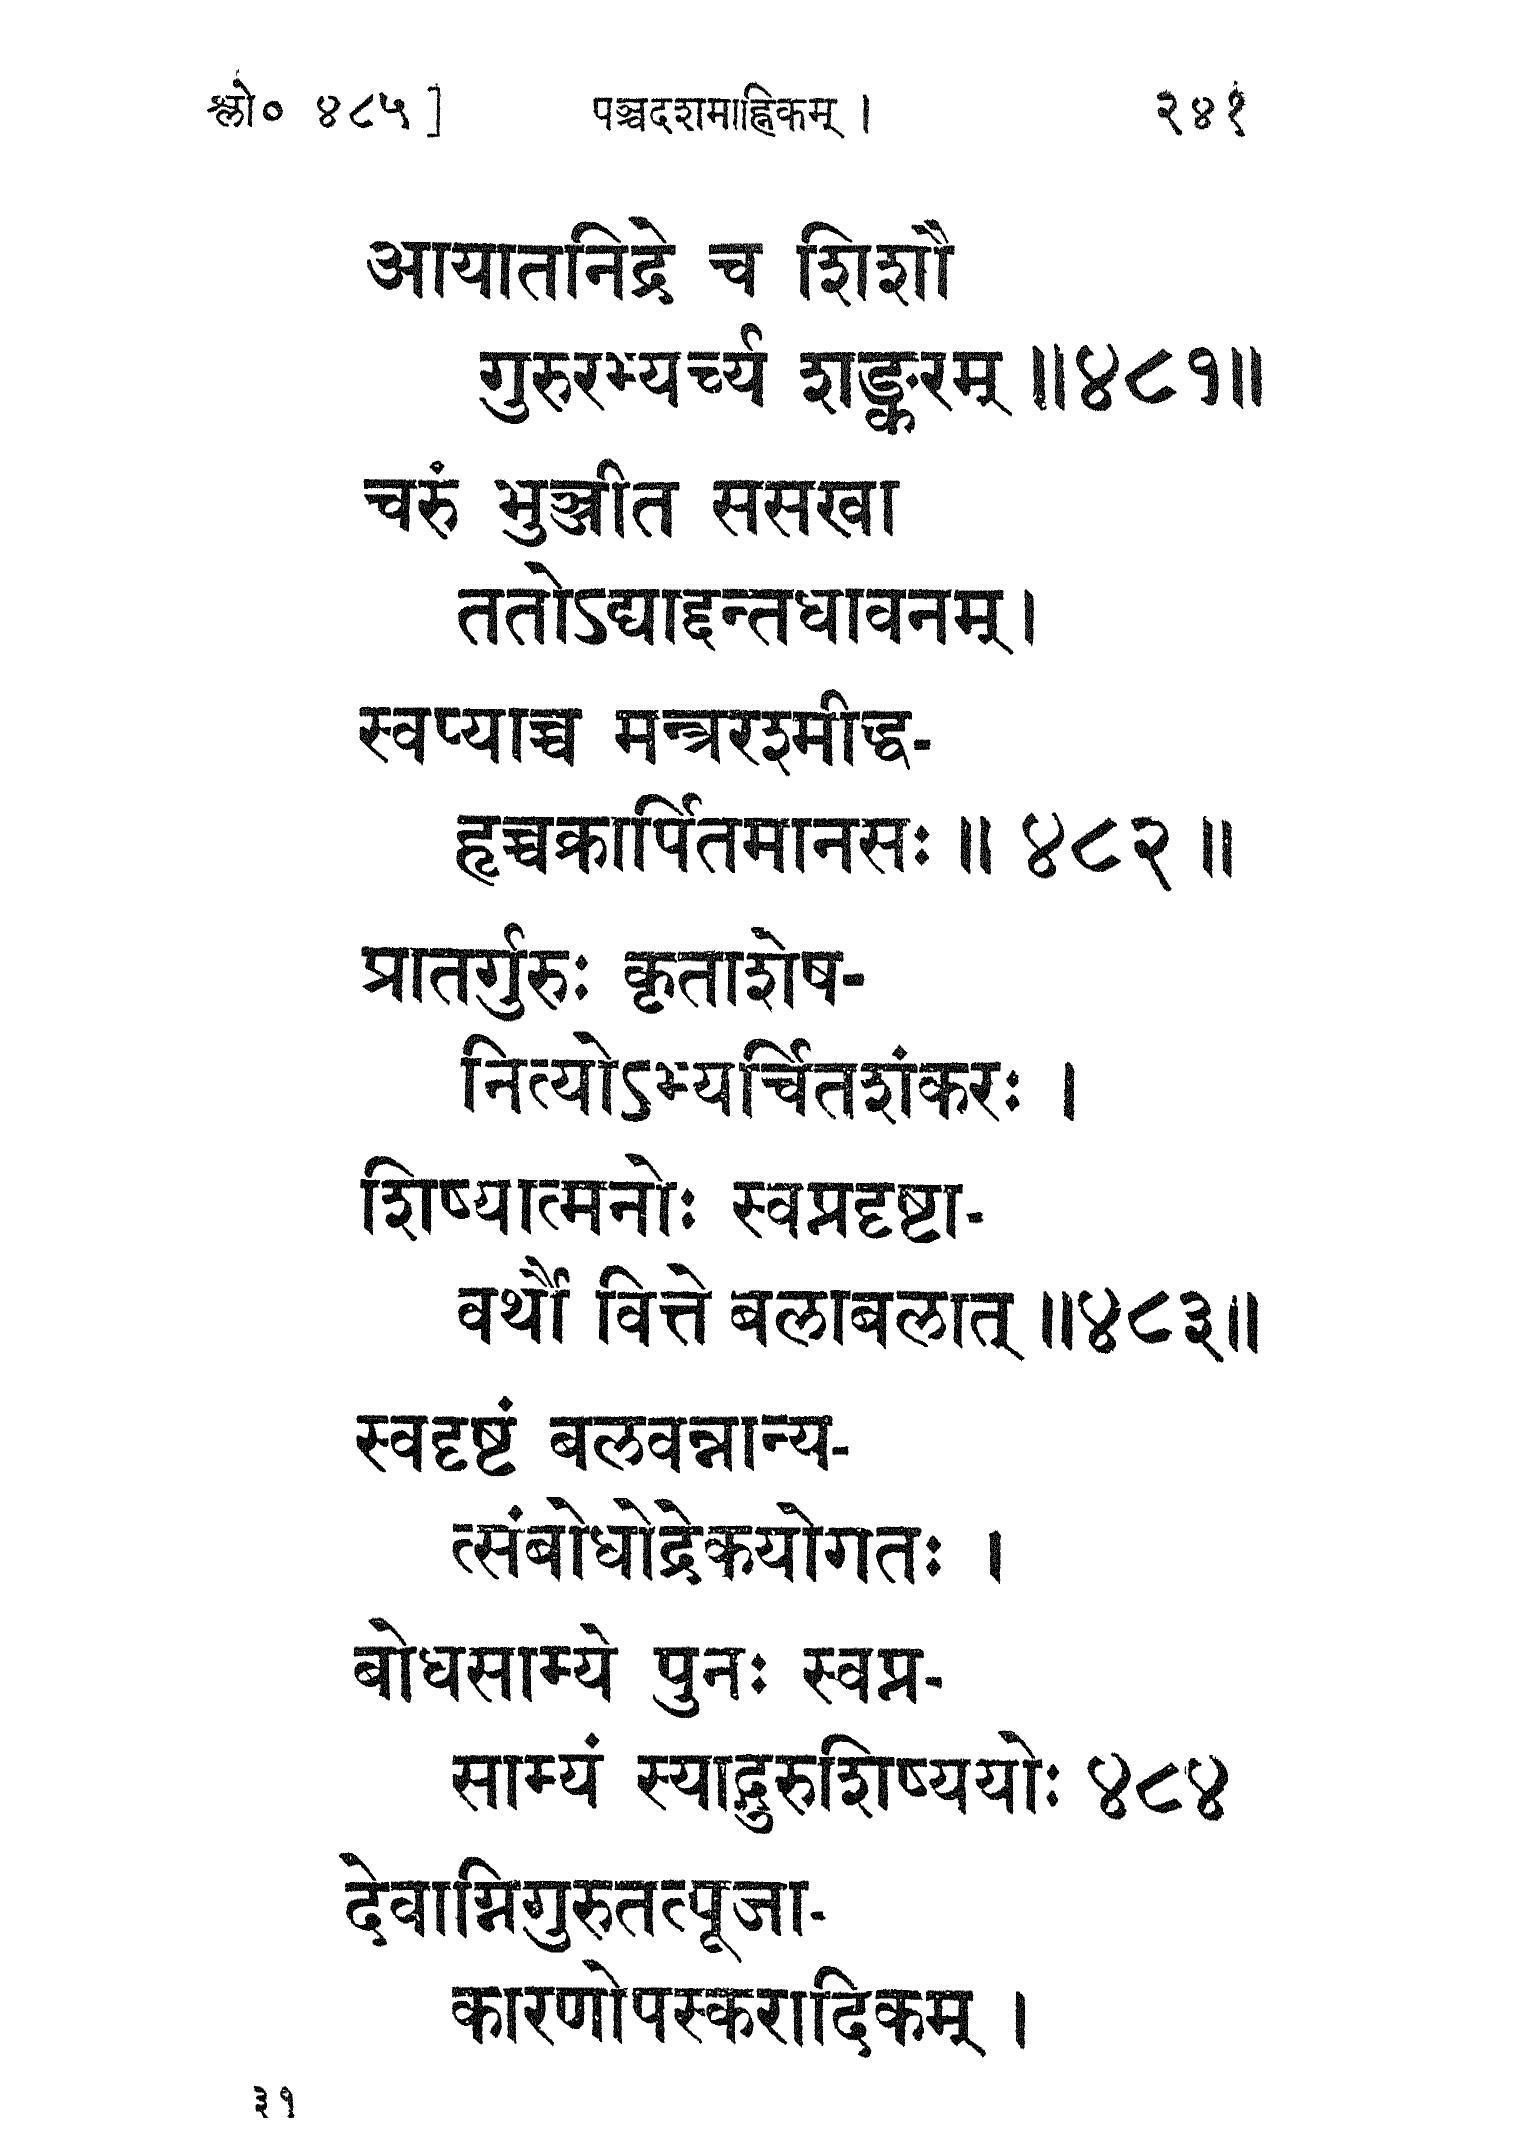 श्लो० ४८५] पञ्चदशमाह्निकम् । २४१
आयातनिद्रे च शिशौ
गुरुरभ्यर्च्य शङ्करम् ॥४८१॥
चरुं भुञ्जीत ससखा
ततोऽद्याद्दन्तधावनम् ।
स्वप्याच्च मन्त्ररश्मीद्ध-
हृच्चक्रार्पितमानसः ॥ ४८२ ॥
प्रातर्गुरुः कृताशेष-
नित्योऽभ्यर्चितशंकरः ।
शिष्यात्मनोः स्वप्नदृष्टा-
वर्थौ वित्ते बलाबलात् ॥४८३॥
स्वदृष्टं बलवन्नान्य-
त्संबोधोद्रेकयोगतः ।
बोधसाम्ये पुनः स्वप्न-
साम्यं स्याद्गुरुशिष्ययोः ४८४
देवाग्निगुरुतत्पूजा-
कारणोपस्करादिकम् ।
३१